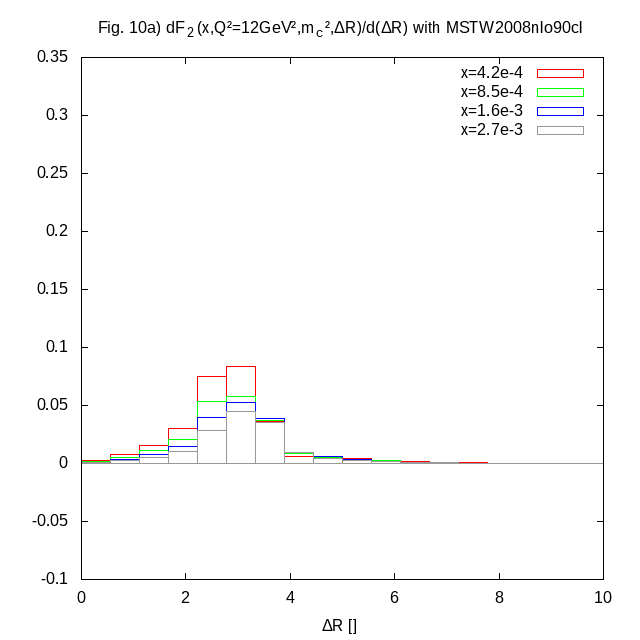 Fig. 10a) dF₂(x,Q²=12GeV²,m_c²,ΔR)/d(ΔR) with MSTW2008nlo90cl
0.35
x=4.2e-4
0.3
x=8.5e-4
x=1.6e-3
x=2.7e-3
0.25
0.2
0.15
0.1
0.05
0
-0.05
-0.1
0 2 4 6 8 10
ΔR []